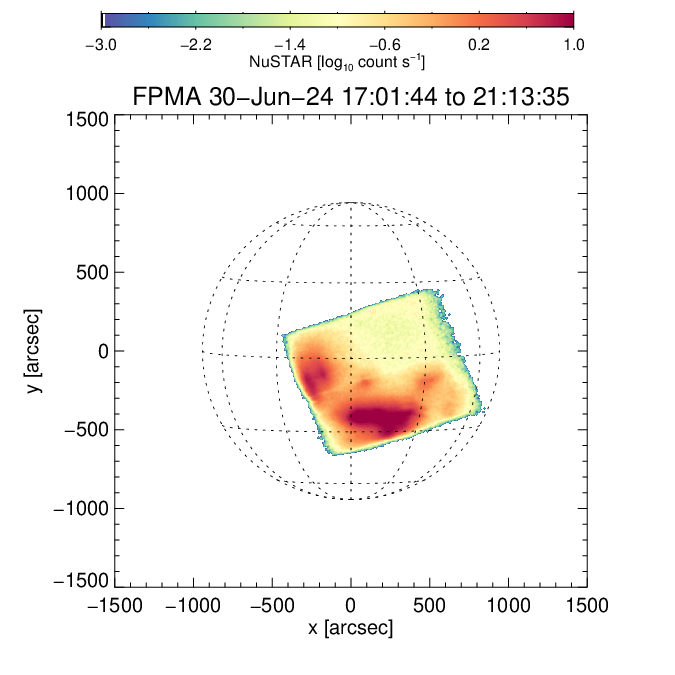 −3.0 −2.2 −1.4 −0.6 0.2 1.0
NuSTAR [log₁₀ count s⁻¹]
FPMA 30−Jun−24 17:01:44 to 21:13:35
1500
1000
500
0
−500
−1000
−1500
y [arcsec]
−1500 −1000 −500 0 500 1000 1500
x [arcsec]